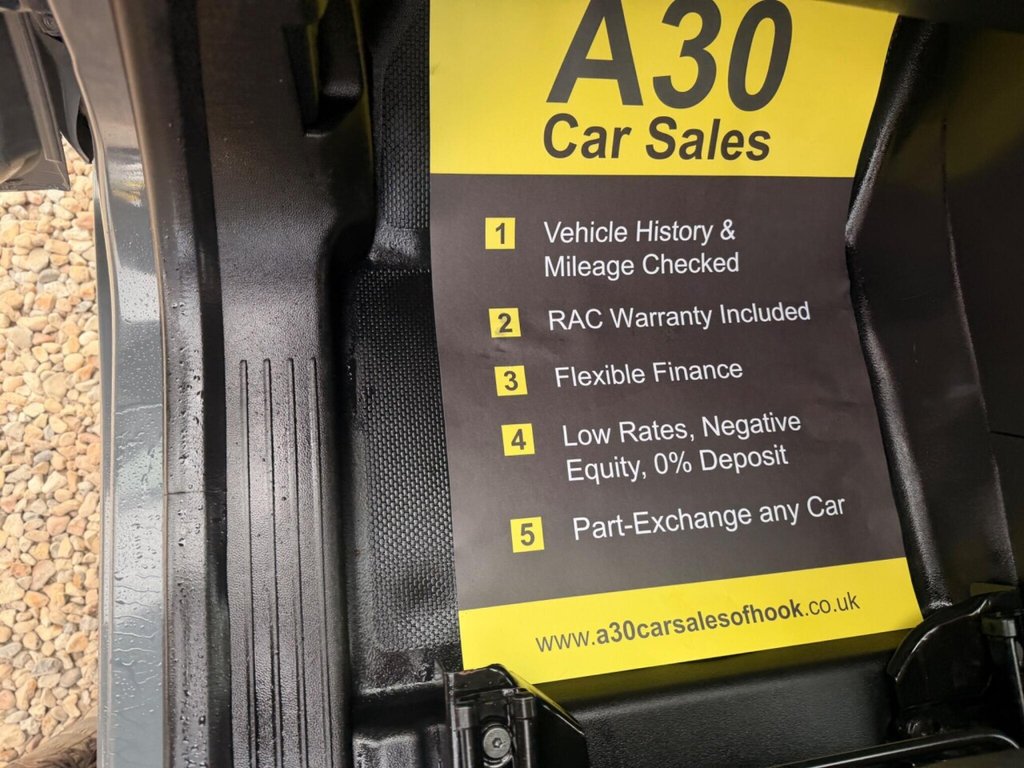 A30
Car Sales
1 Vehicle History &
Mileage Checked
2 RAC Warranty Included
3 Flexible Finance
4 Low Rates, Negative
Equity, 0% Deposit
5 Part-Exchange any Car
www.a30carsalesofhook.co.uk